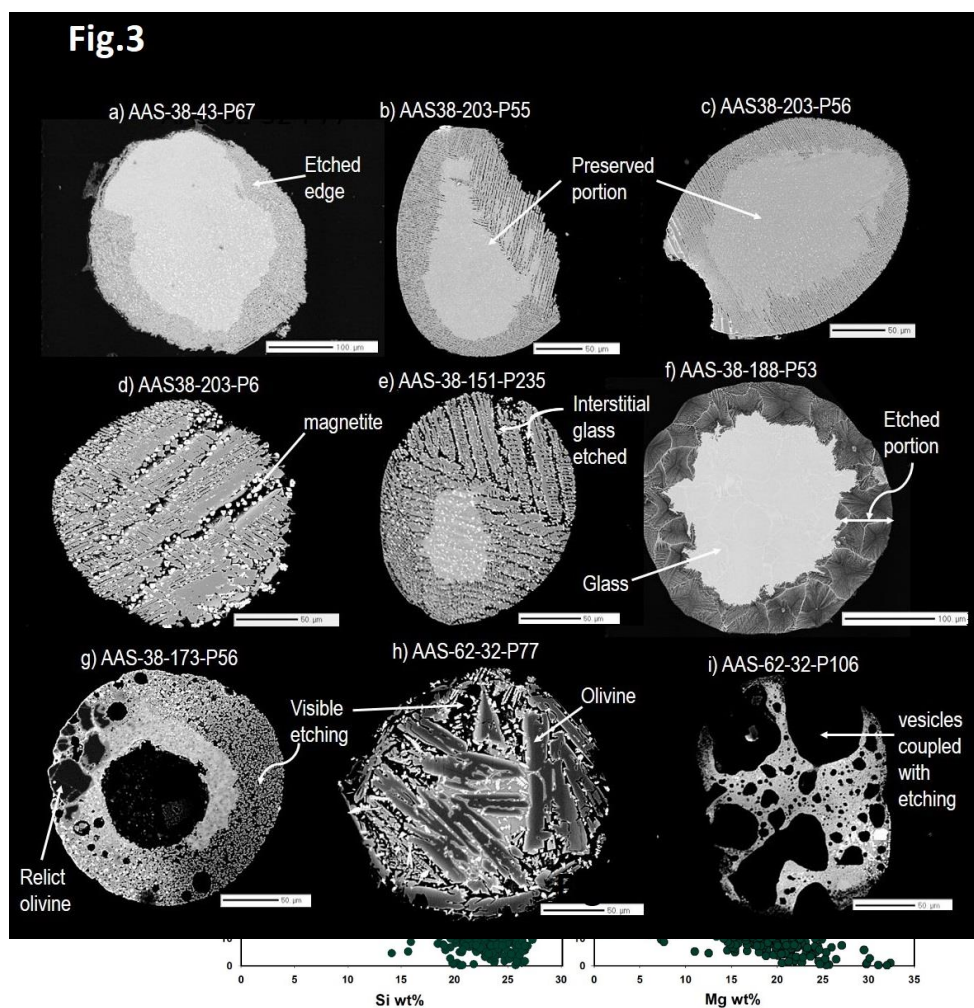 Fig.3
a) AAS-38-43-P67
b) AAS38-203-P55
c) AAS38-203-P56
Etched
edge
Preserved
portion
100 µm
50 µm
50 µm
d) AAS38-203-P6
e) AAS-38-151-P235
f) AAS-38-188-P53
magnetite
Interstitial
glass
etched
Etched
portion
Glass
50 µm
50 µm
100 µm
g) AAS-38-173-P56
h) AAS-62-32-P77
i) AAS-62-32-P106
Visible
etching
Olivine
vesicles
coupled
with
etching
Relict
olivine
50 µm
50 µm
50 µm
0
0
0 5 10 15 20 25 30
0 5 10 15 20 25 30 35
Si wt%
Mg wt%